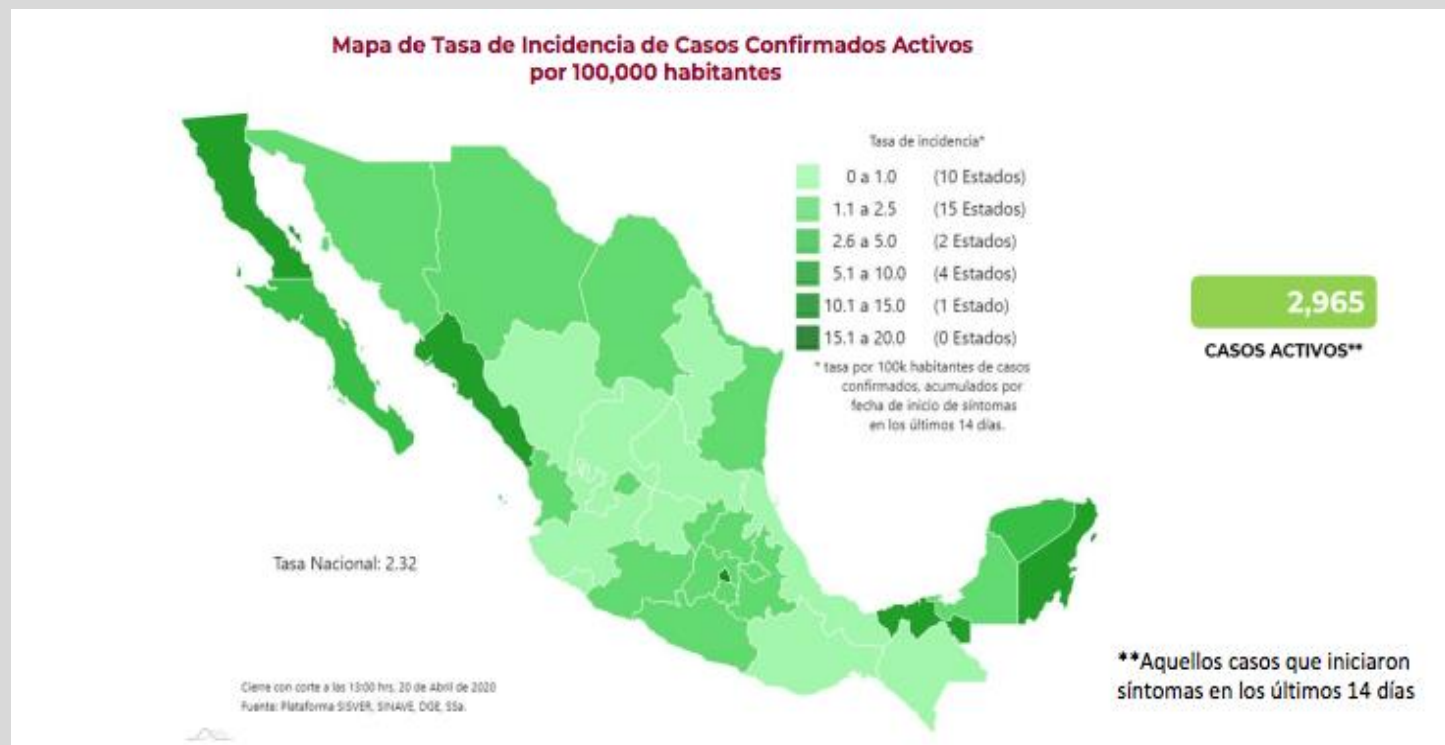 Mapa de Tasa de Incidencia de Casos Confirmados Activos
por 100,000 habitantes
Tasa de incidencia*
0 a 1.0 (10 Estados)
1.1 a 2.5 (15 Estados)
2.6 a 5.0 (2 Estados)
5.1 a 10.0 (4 Estados)
10.1 a 15.0 (1 Estado)
15.1 a 20.0 (0 Estados)
* tasa por 100k habitantes de casos
confirmados, acumulados por
fecha de inicio de síntomas
en los últimos 14 días.
2,965
CASOS ACTIVOS**
Tasa Nacional: 2.32
**Aquellos casos que iniciaron
síntomas en los últimos 14 días
Cierre con corte a las 13:00 hrs, 20 de Abril de 2020
Fuente: Plataforma SISVER, SINAVE, DGE, SSa.